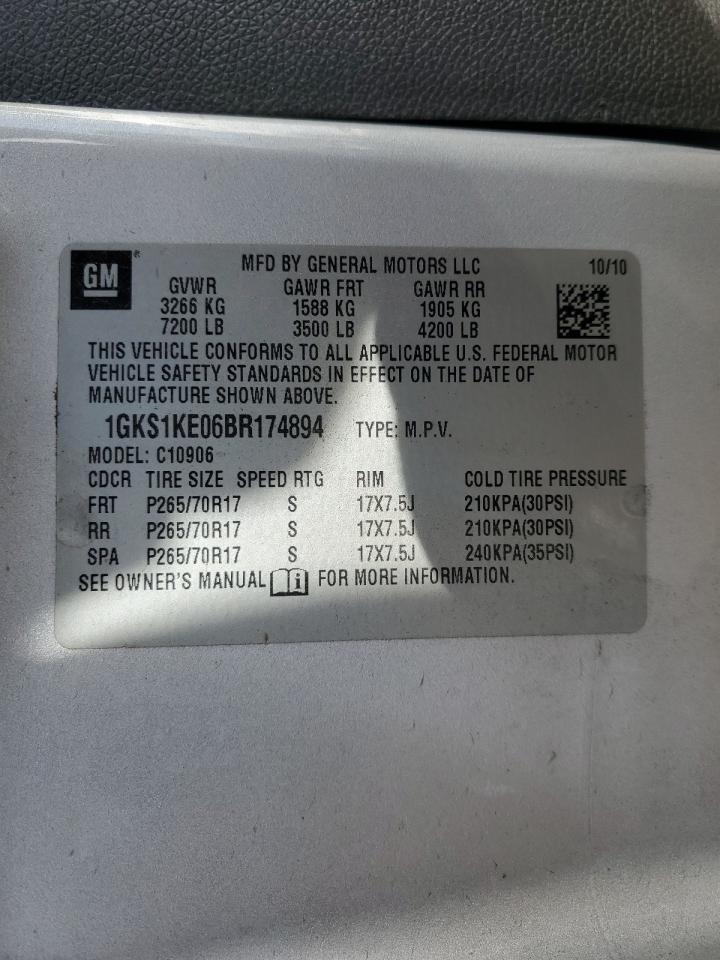 GM
MFD BY GENERAL MOTORS LLC 10/10
GVWR GAWR FRT GAWR RR
3266 KG 1588 KG 1905 KG
7200 LB 3500 LB 4200 LB
THIS VEHICLE CONFORMS TO ALL APPLICABLE U.S. FEDERAL MOTOR
VEHICLE SAFETY STANDARDS IN EFFECT ON THE DATE OF
MANUFACTURE SHOWN ABOVE.
1GKS1KE06BR174894 TYPE: M.P.V.
MODEL: C10906
CDCR TIRE SIZE SPEED RTG RIM COLD TIRE PRESSURE
FRT P265/70R17 S 17X7.5J 210KPA(30PSI)
RR P265/70R17 S 17X7.5J 210KPA(30PSI)
SPA P265/70R17 S 17X7.5J 240KPA(35PSI)
SEE OWNER'S MANUAL i FOR MORE INFORMATION.